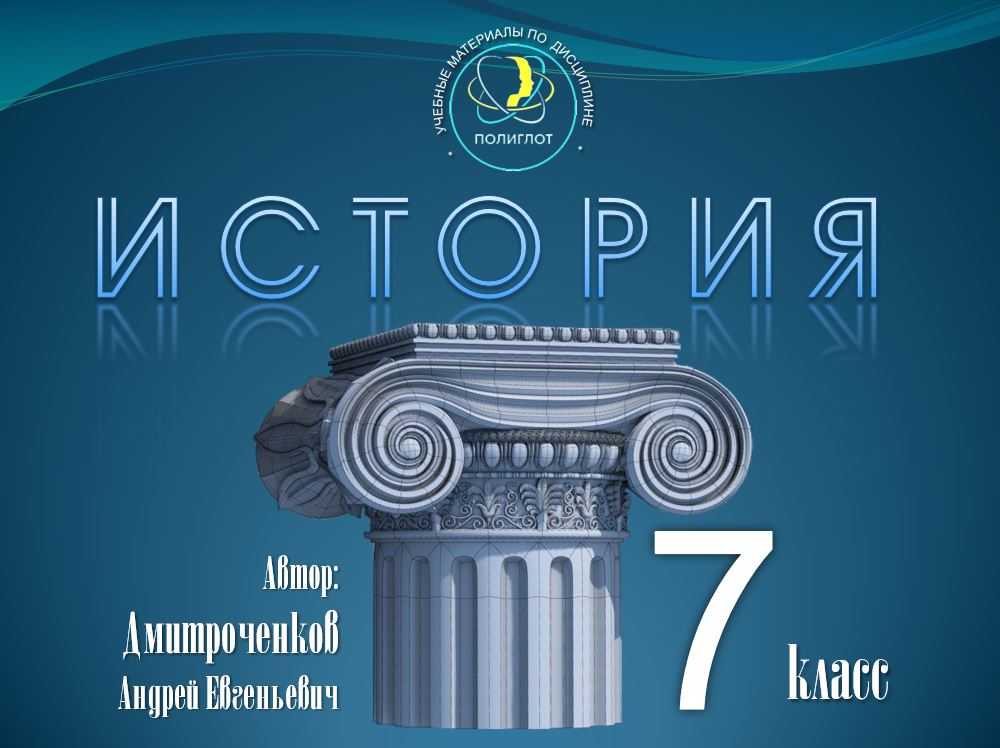 УЧЕБНЫЕ МАТЕРИАЛЫ ПО ДИСЦИПЛИНЕ
ПОЛИГЛОТ
ИСТОРИЯ
Автор:
Дмитроченков
Андрей Евгеньевич
7
класс